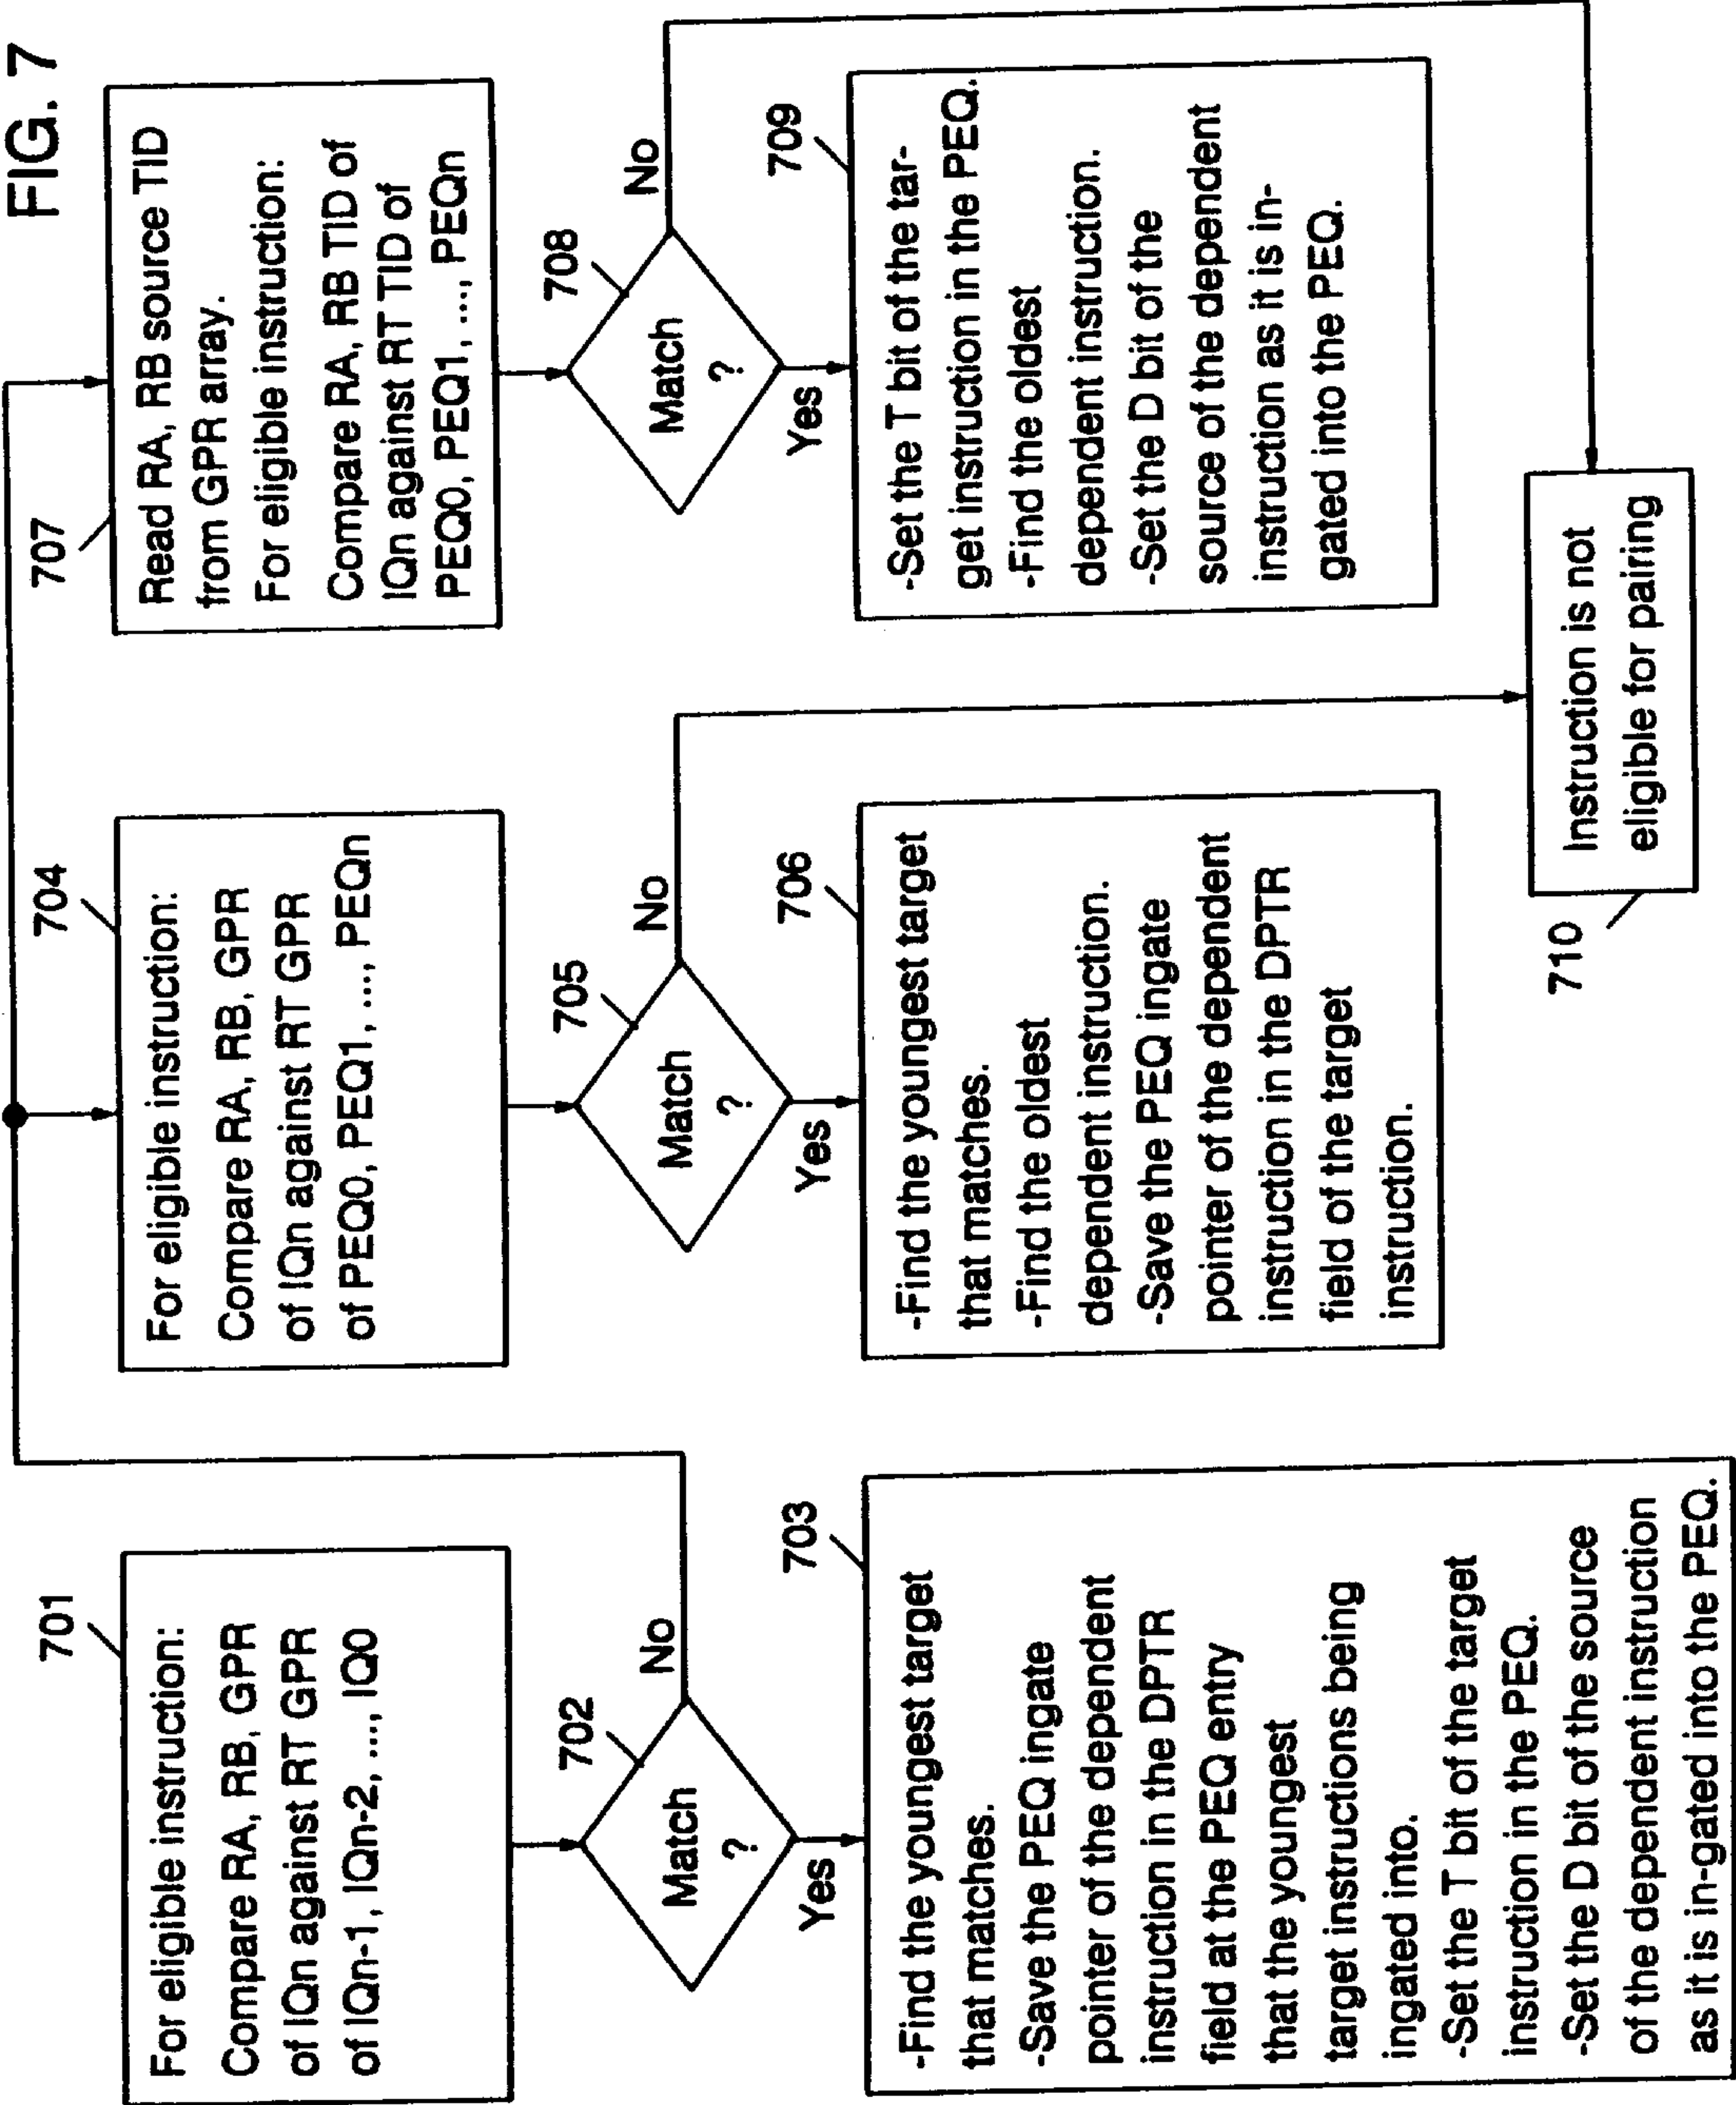 FIG. 7
701
For eligible instruction:
Compare RA, RB, GPR
of IQn against RT GPR
of IQn-1, IQn-2, ..., IQ0
702
Match
?
No
Yes
703
-Find the youngest target
that matches.
-Save the PEQ ingate
pointer of the dependent
instruction in the DPTR
field at the PEQ entry
that the youngest
target instructions being
ingated into.
-Set the T bit of the target
instruction in the PEQ.
-Set the D bit of the source
of the dependent instruction
as it is in-gated into the PEQ.
704
For eligible instruction:
Compare RA, RB, GPR
of IQn against RT GPR
of PEQ0, PEQ1, ..., PEQn
705
Match
?
No
Yes
706
-Find the youngest target
that matches.
-Find the oldest
dependent instruction.
-Save the PEQ ingate
pointer of the dependent
instruction in the DPTR
field of the target
instruction.
707
Read RA, RB source TID
from GPR array.
For eligible instruction:
Compare RA, RB TID of
IQn against RT TID of
PEQ0, PEQ1, ..., PEQn
708
Match
?
No
Yes
709
-Set the T bit of the tar-
get instruction in the PEQ.
-Find the oldest
dependent instruction.
-Set the D bit of the
source of the dependent
instruction as it is in-
gated into the PEQ.
710
Instruction is not
eligible for pairing